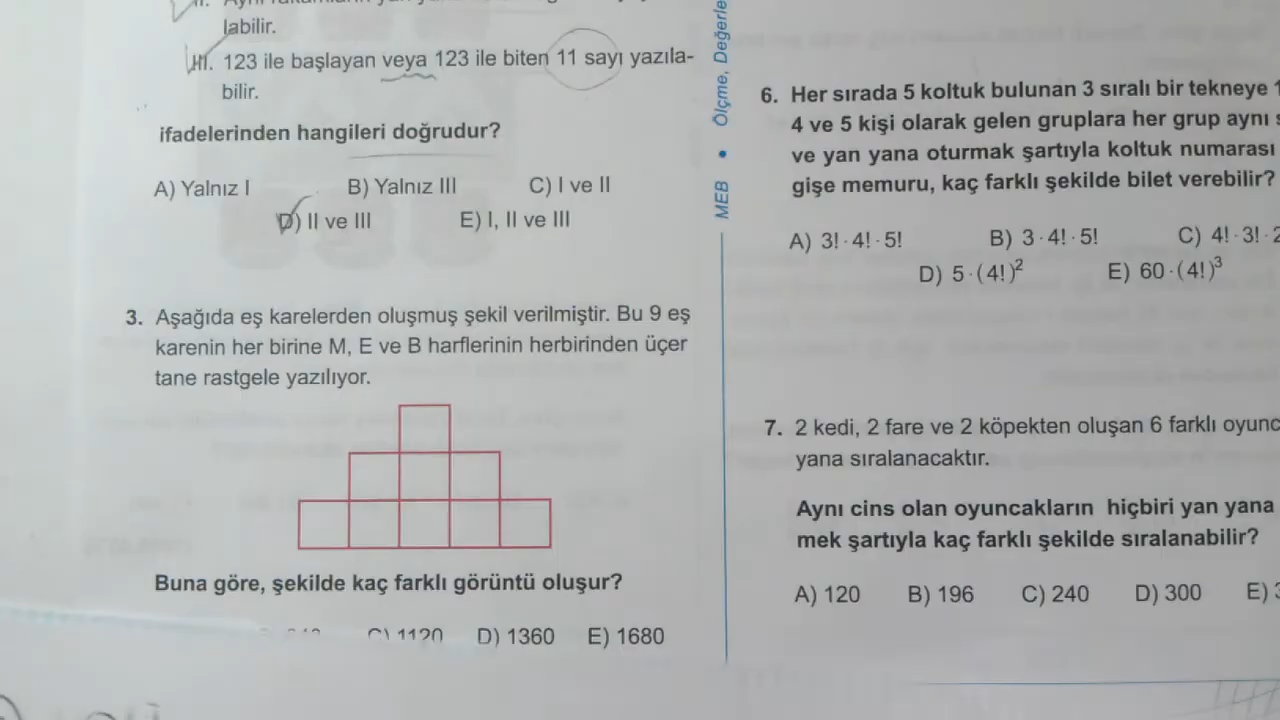 labilir.
III. 123 ile başlayan veya 123 ile biten 11 sayı yazıla-
bilir.
ifadelerinden hangileri doğrudur?
A) Yalnız I B) Yalnız III C) I ve II
D) II ve III E) I, II ve III
3. Aşağıda eş karelerden oluşmuş şekil verilmiştir. Bu 9 eş
karenin her birine M, E ve B harflerinin herbirinden üçer
tane rastgele yazılıyor.
Buna göre, şekilde kaç farklı görüntü oluşur?
C) 1120 D) 1360 E) 1680
MEB • Ölçme, Değerle
6. Her sırada 5 koltuk bulunan 3 sıralı bir tekneye
4 ve 5 kişi olarak gelen gruplara her grup aynı
ve yan yana oturmak şartıyla koltuk numarası
gişe memuru, kaç farklı şekilde bilet verebilir?
A) 3! · 4! · 5! B) 3 · 4! · 5! C) 4! · 3! · 2
D) 5 · (4!)² E) 60 · (4!)³
7. 2 kedi, 2 fare ve 2 köpekten oluşan 6 farklı oyunc
yana sıralanacaktır.
Aynı cins olan oyuncakların hiçbiri yan yana
mek şartıyla kaç farklı şekilde sıralanabilir?
A) 120 B) 196 C) 240 D) 300 E)